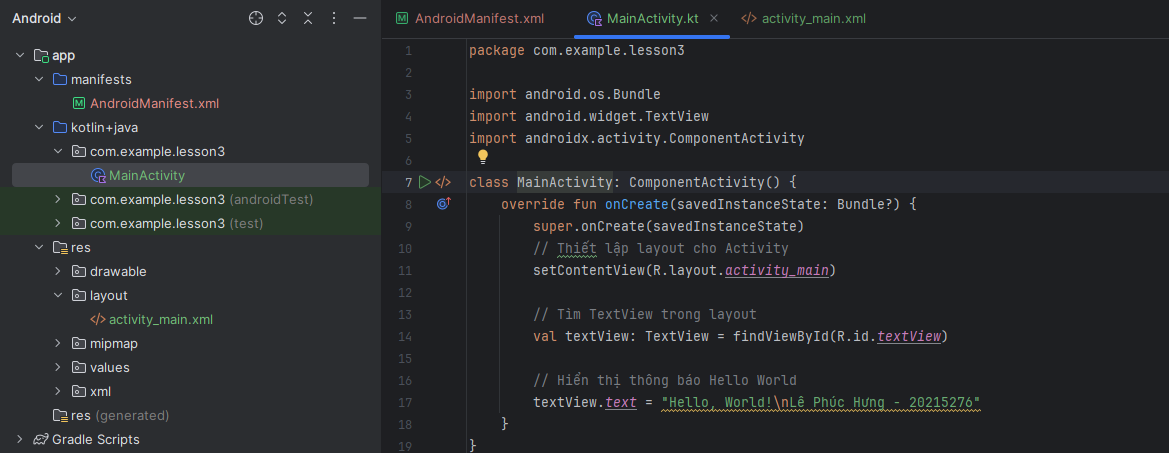 Android
app
manifests
AndroidManifest.xml
kotlin+java
com.example.lesson3
MainActivity
com.example.lesson3 (androidTest)
com.example.lesson3 (test)
res
drawable
layout
activity_main.xml
mipmap
values
xml
res (generated)
Gradle Scripts
AndroidManifest.xml MainActivity.kt activity_main.xml
1 package com.example.lesson3
2
3 import android.os.Bundle
4 import android.widget.TextView
5 import androidx.activity.ComponentActivity
6
7 class MainActivity: ComponentActivity() {
8 override fun onCreate(savedInstanceState: Bundle?) {
9 super.onCreate(savedInstanceState)
10 // Thiết lập layout cho Activity
11 setContentView(R.layout.activity_main)
12
13 // Tìm TextView trong layout
14 val textView: TextView = findViewById(R.id.textView)
15
16 // Hiển thị thông báo Hello World
17 textView.text = "Hello, World!\nLê Phúc Hưng - 20215276"
18 }
19 }